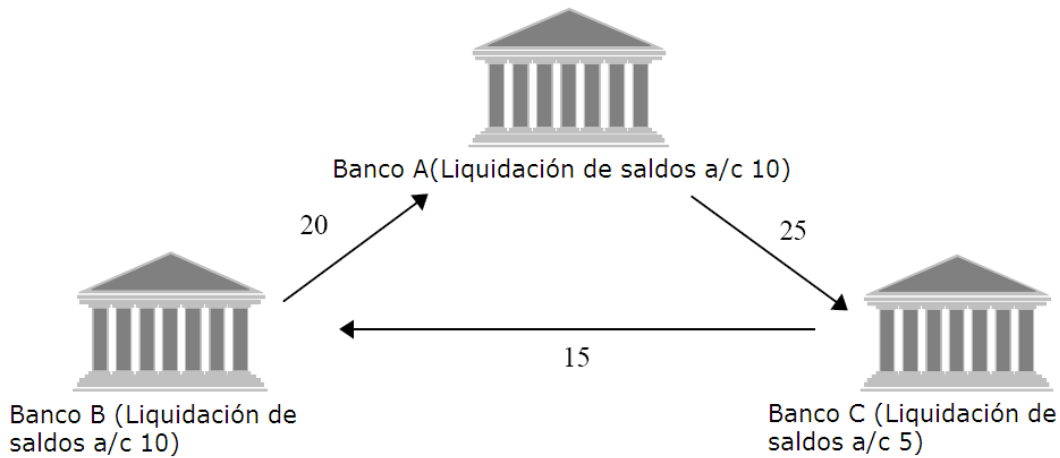 Banco A(Liquidación de saldos a/c 10)
20
25
15
Banco B (Liquidación de
saldos a/c 10)
Banco C (Liquidación de
saldos a/c 5)